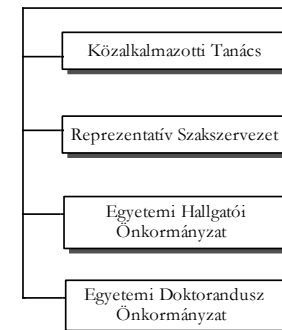 Közalkalmazotti Tanács
Reprezentatív Szakszervezet
Egyetemi Hallgatói
Önkormányzat
Egyetemi Doktorandusz
Önkormányzat